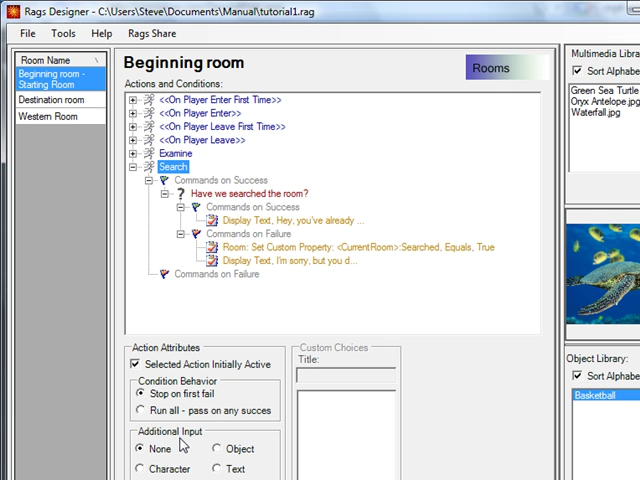 Rags Designer - C:\Users\Steve\Documents\Manual\tutorial1.rag
File Tools Help Rags Share
Room Name
Beginning room -
Starting Room
Destination room
Western Room
Beginning room
Rooms
Actions and Conditions:
<<On Player Enter First Time>>
<<On Player Enter>>
<<On Player Leave First Time>>
<<On Player Leave>>
Examine
Search
Commands on Success
Have we searched the room?
Commands on Success
Display Text, Hey, you've already ...
Commands on Failure
Room: Set Custom Property: <CurrentRoom>:Searched, Equals, True
Display Text, I'm sorry, but you d...
Commands on Failure
Action Attributes
Selected Action Initially Active
Condition Behavior
Stop on first fail
Run all - pass on any succes
Additional Input
None Object
Character Text
Custom Choices
Title:
Multimedia Libra
Sort Alphabe
Green Sea Turtle
Oryx Antelope.jpg
Waterfall.jpg
Object Library:
Sort Alphabe
Basketball